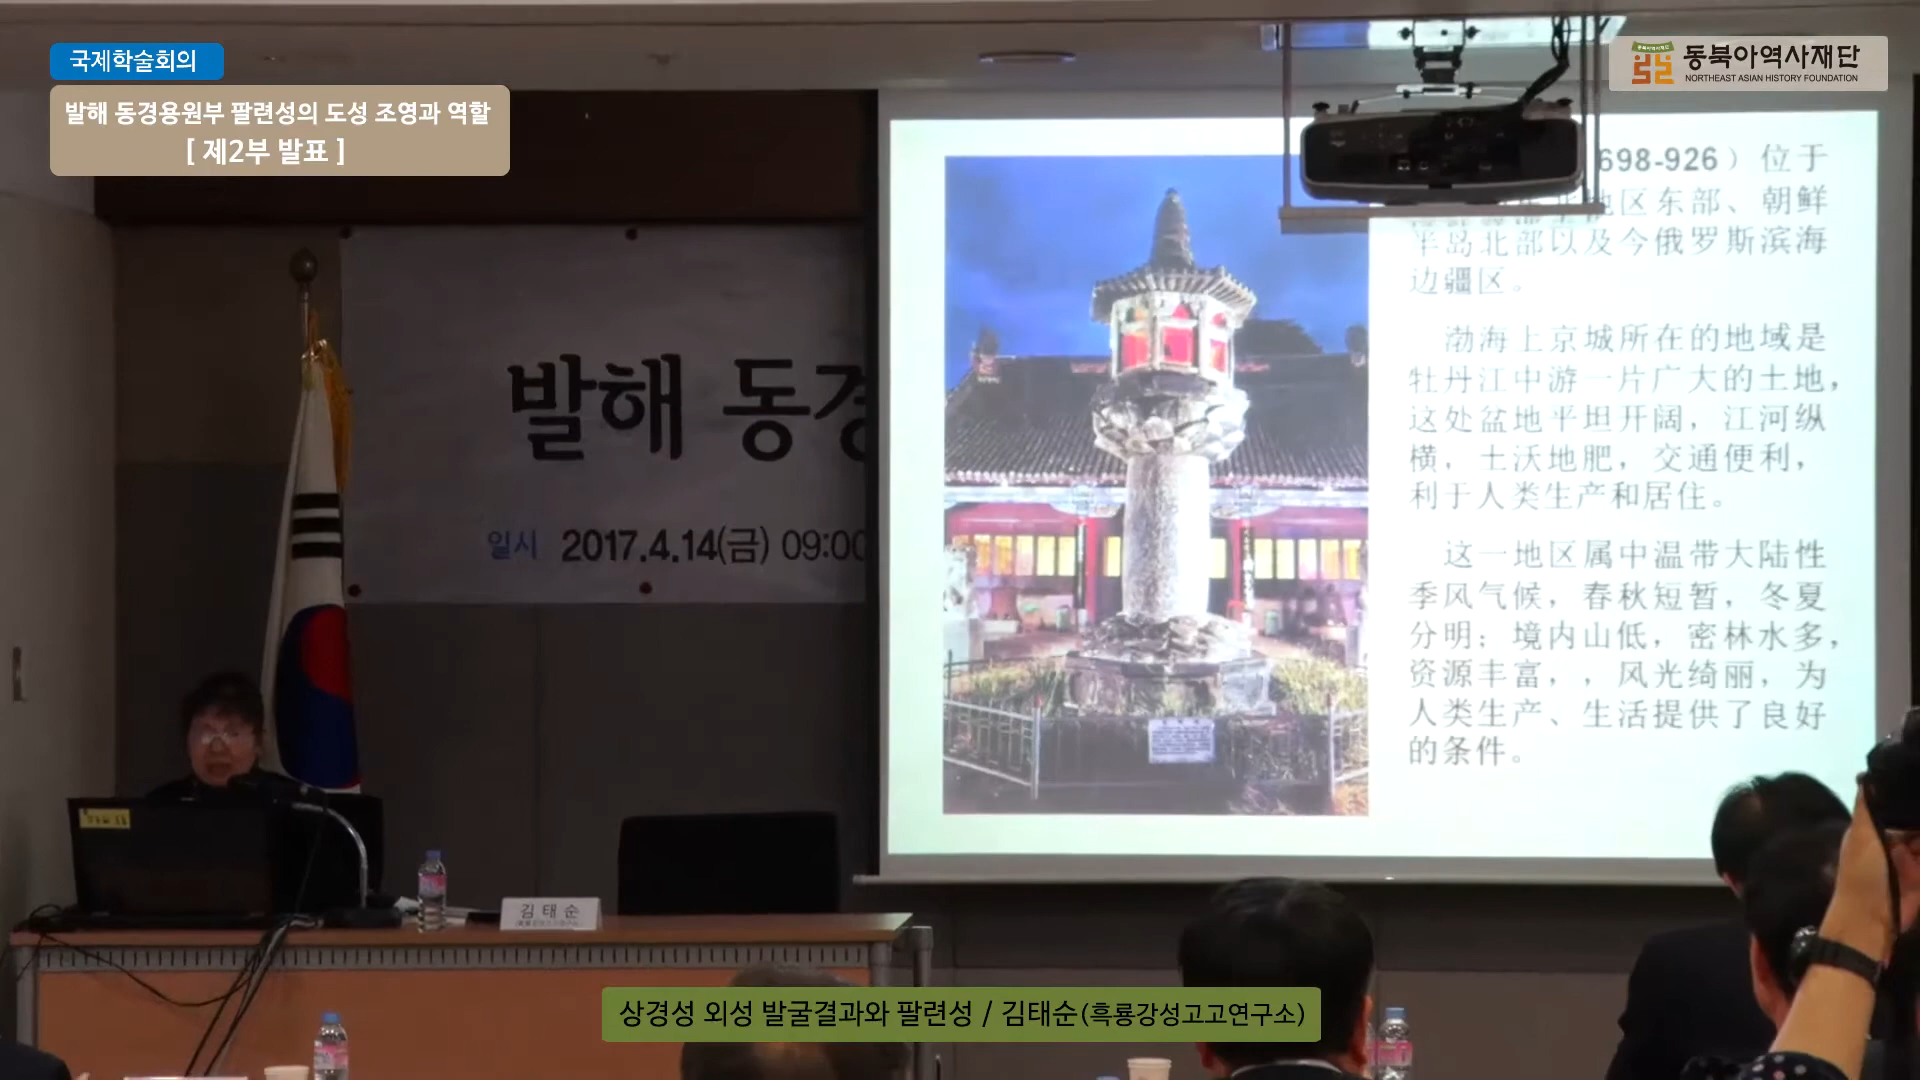 국제학술회의
발해 동경용원부 팔련성의 도성 조영과 역할
[ 제2부 발표 ]
동북아역사재단
NORTHEAST ASIAN HISTORY FOUNDATION
발해 동경
일시 2017.4.14(금) 09:00
698-926）位于
地区东部、朝鲜
半岛北部以及今俄罗斯滨海
边疆区。
渤海上京城所在的地域是
牡丹江中游一片广大的土地，
这处盆地平坦开阔，江河纵
横，土沃地肥，交通便利，
利于人类生产和居住。
这一地区属中温带大陆性
季风气候，春秋短暂，冬夏
分明；境内山低，密林水多，
资源丰富，，风光绮丽，为
人类生产、生活提供了良好
的条件。
김태순
상경성 외성 발굴결과와 팔련성 / 김태순(흑룡강성고고연구소)